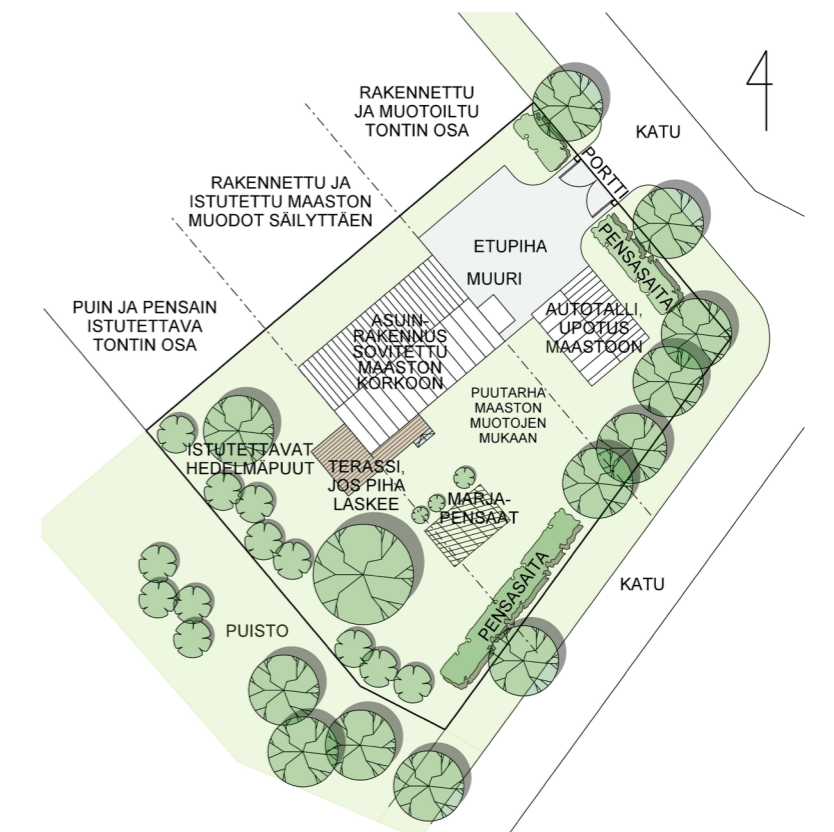 RAKENNETTU
JA MUOTOILTU
TONTIN OSA
KATU
PORTTI
RAKENNETTU JA
ISTUTETTU MAASTON
MUODOT SÄILYTTÄEN
ETUPIHA
MUURI
PENSASAITA
PUIN JA PENSAIN
ISTUTETTAVA
TONTIN OSA
ASUIN-
RAKENNUS
SOVITETTU
MAASTON
KORKOON
AUTOTALLI,
UPOTUS
MAASTOON
PUUTARHA
MAASTON
MUOTOJEN
MUKAAN
ISTUTETTAVAT
HEDELMÄPUUT
TERASSI,
JOS PIHA
LASKEE
MARJA-
PENSAAT
PENSASAITA
KATU
PUISTO